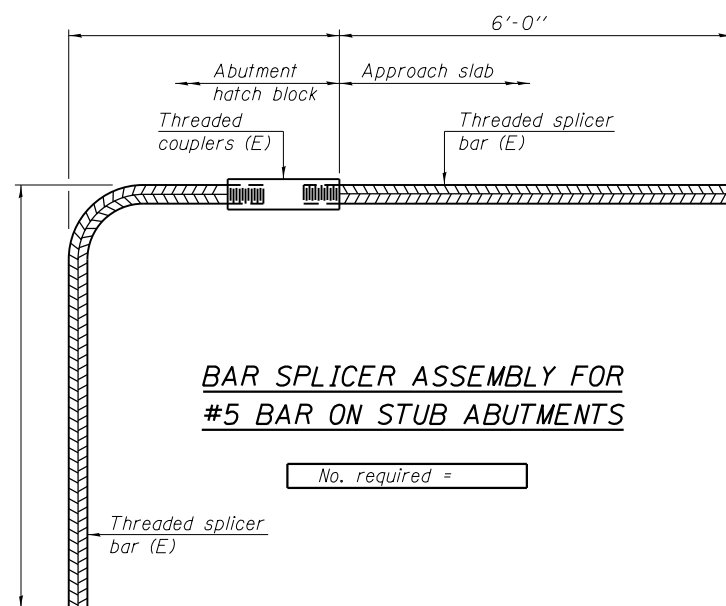 6'-0''
Abutment
hatch block
Approach slab
Threaded
couplers (E)
Threaded splicer
bar (E)
BAR SPLICER ASSEMBLY FOR
#5 BAR ON STUB ABUTMENTS
No. required =
Threaded splicer
bar (E)